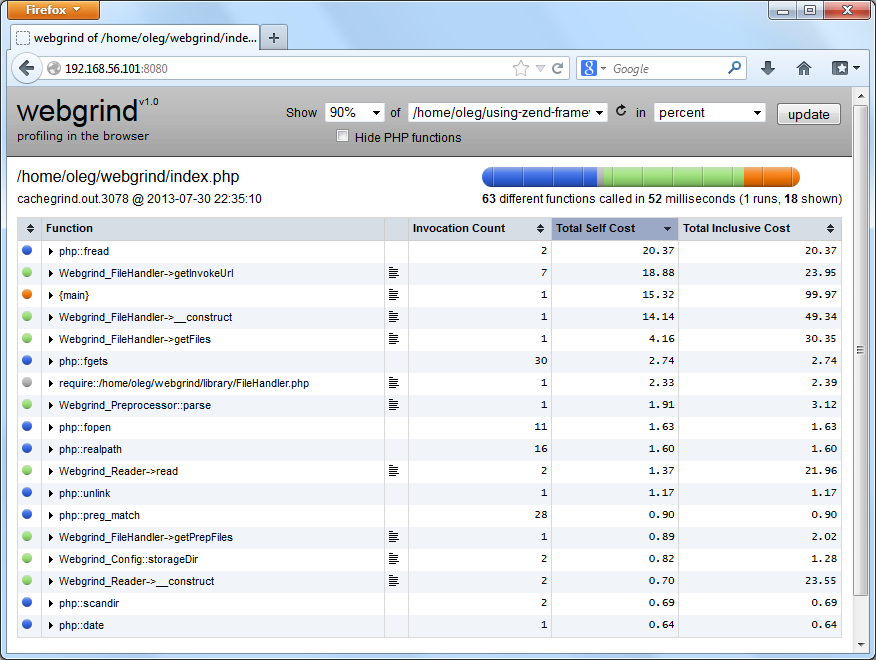 Firefox
webgrind of /home/oleg/webgrind/inde...
192.168.56.101:8080
Google
webgrind v1.0
profiling in the browser
Show 90% of /home/oleg/using-zend-framew in percent update
Hide PHP functions
/home/oleg/webgrind/index.php
cachegrind.out.3078 @ 2013-07-30 22:35:10
63 different functions called in 52 milliseconds (1 runs, 18 shown)
Function Invocation Count Total Self Cost Total Inclusive Cost
php::fread 2 20.37 20.37
Webgrind_FileHandler->getInvokeUrl 7 18.88 23.95
{main} 1 15.32 99.97
Webgrind_FileHandler->__construct 1 14.14 49.34
Webgrind_FileHandler->getFiles 1 4.16 30.35
php::fgets 30 2.74 2.74
require::/home/oleg/webgrind/library/FileHandler.php 1 2.33 2.39
Webgrind_Preprocessor::parse 1 1.91 3.12
php::fopen 11 1.63 1.63
php::realpath 16 1.60 1.60
Webgrind_Reader->read 2 1.37 21.96
php::unlink 1 1.17 1.17
php::preg_match 28 0.90 0.90
Webgrind_FileHandler->getPrepFiles 1 0.89 2.02
Webgrind_Config::storageDir 2 0.82 1.28
Webgrind_Reader->__construct 2 0.70 23.55
php::scandir 2 0.69 0.69
php::date 1 0.64 0.64